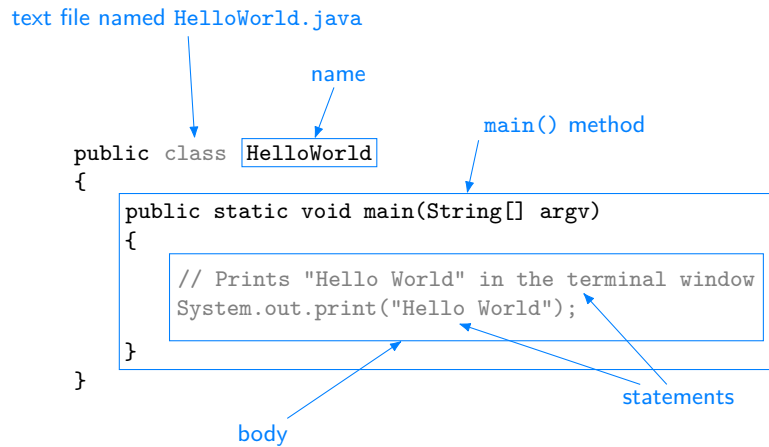 text file named HelloWorld.java
name
main() method
public class HelloWorld
{
public static void main(String[] argv)
{
// Prints "Hello World" in the terminal window
System.out.print("Hello World");
}
}
statements
body